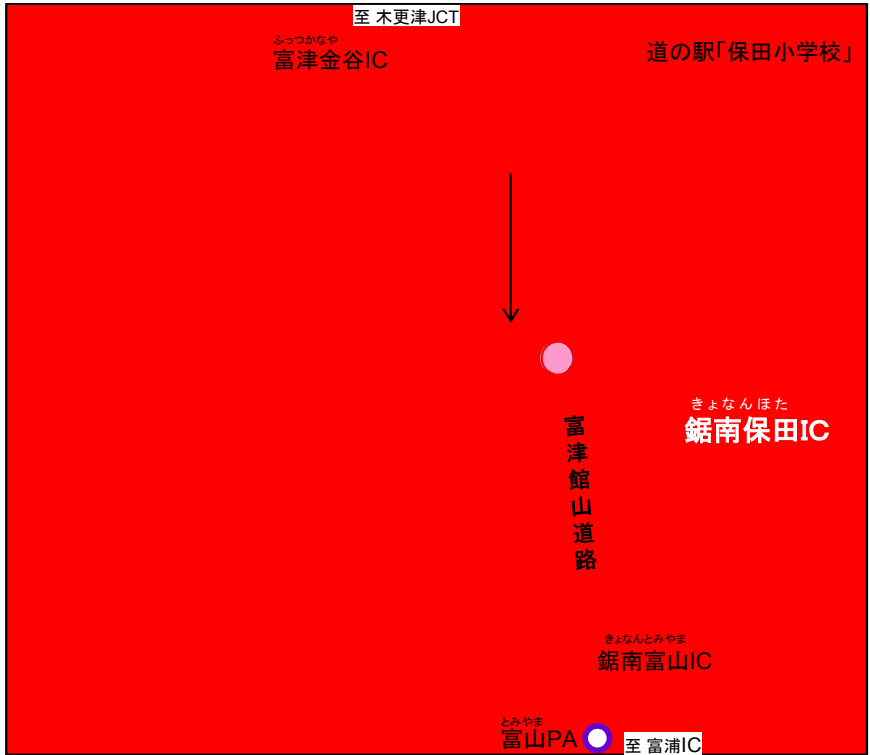 至 木更津JCT
ふっつかなや
富津金谷IC
道の駅「保田小学校」
きょなんほた
鋸南保田IC
富津館山道路
きょなんとみやま
鋸南富山IC
とみやま
富山PA
至 富浦IC